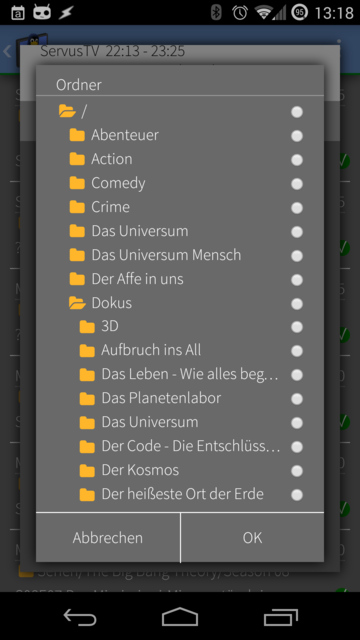 95 13:18
ServusTV 22:13 - 23:25
Ordner
/
Abenteuer
Action
Comedy
Crime
Das Universum
Das Universum Mensch
Der Affe in uns
Dokus
3D
Aufbruch ins All
Das Leben - Wie alles beg...
Das Planetenlabor
Das Universum
Der Code - Die Entschlüss...
Der Kosmos
Der heißeste Ort der Erde
Abbrechen OK